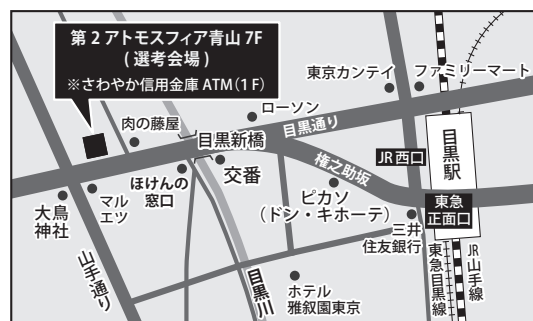 第２アトモスフィア青山 7F
( 選考会場 )
※さわやか信用金庫 ATM(1F)
東京カンテイ
ファミリーマート
ローソン
肉の藤屋
目黒新橋
目黒通り
JR西口
目黒駅
権之助坂
ほけんの
窓口
交番
ピカソ
(ドン・キホーテ)
東急
正面口
大鳥
神社
マル
エツ
三井
住友銀行
山手通り
目黒川
ホテル
雅叙園東京
東急目黒線
JR山手線